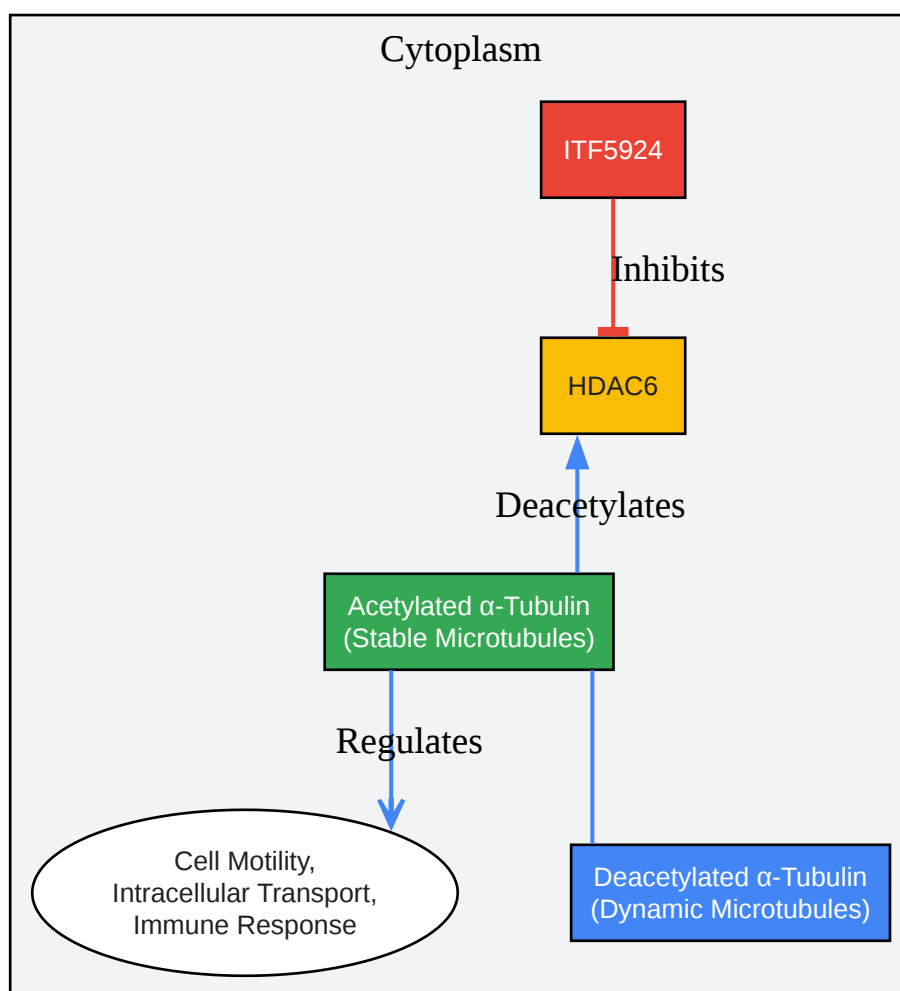 Cytoplasm
ITF5924
Inhibits
HDAC6
Deacetylates
Acetylated α-Tubulin
(Stable Microtubules)
Regulates
Cell Motility,
Intracellular Transport,
Immune Response
Deacetylated α-Tubulin
(Dynamic Microtubules)